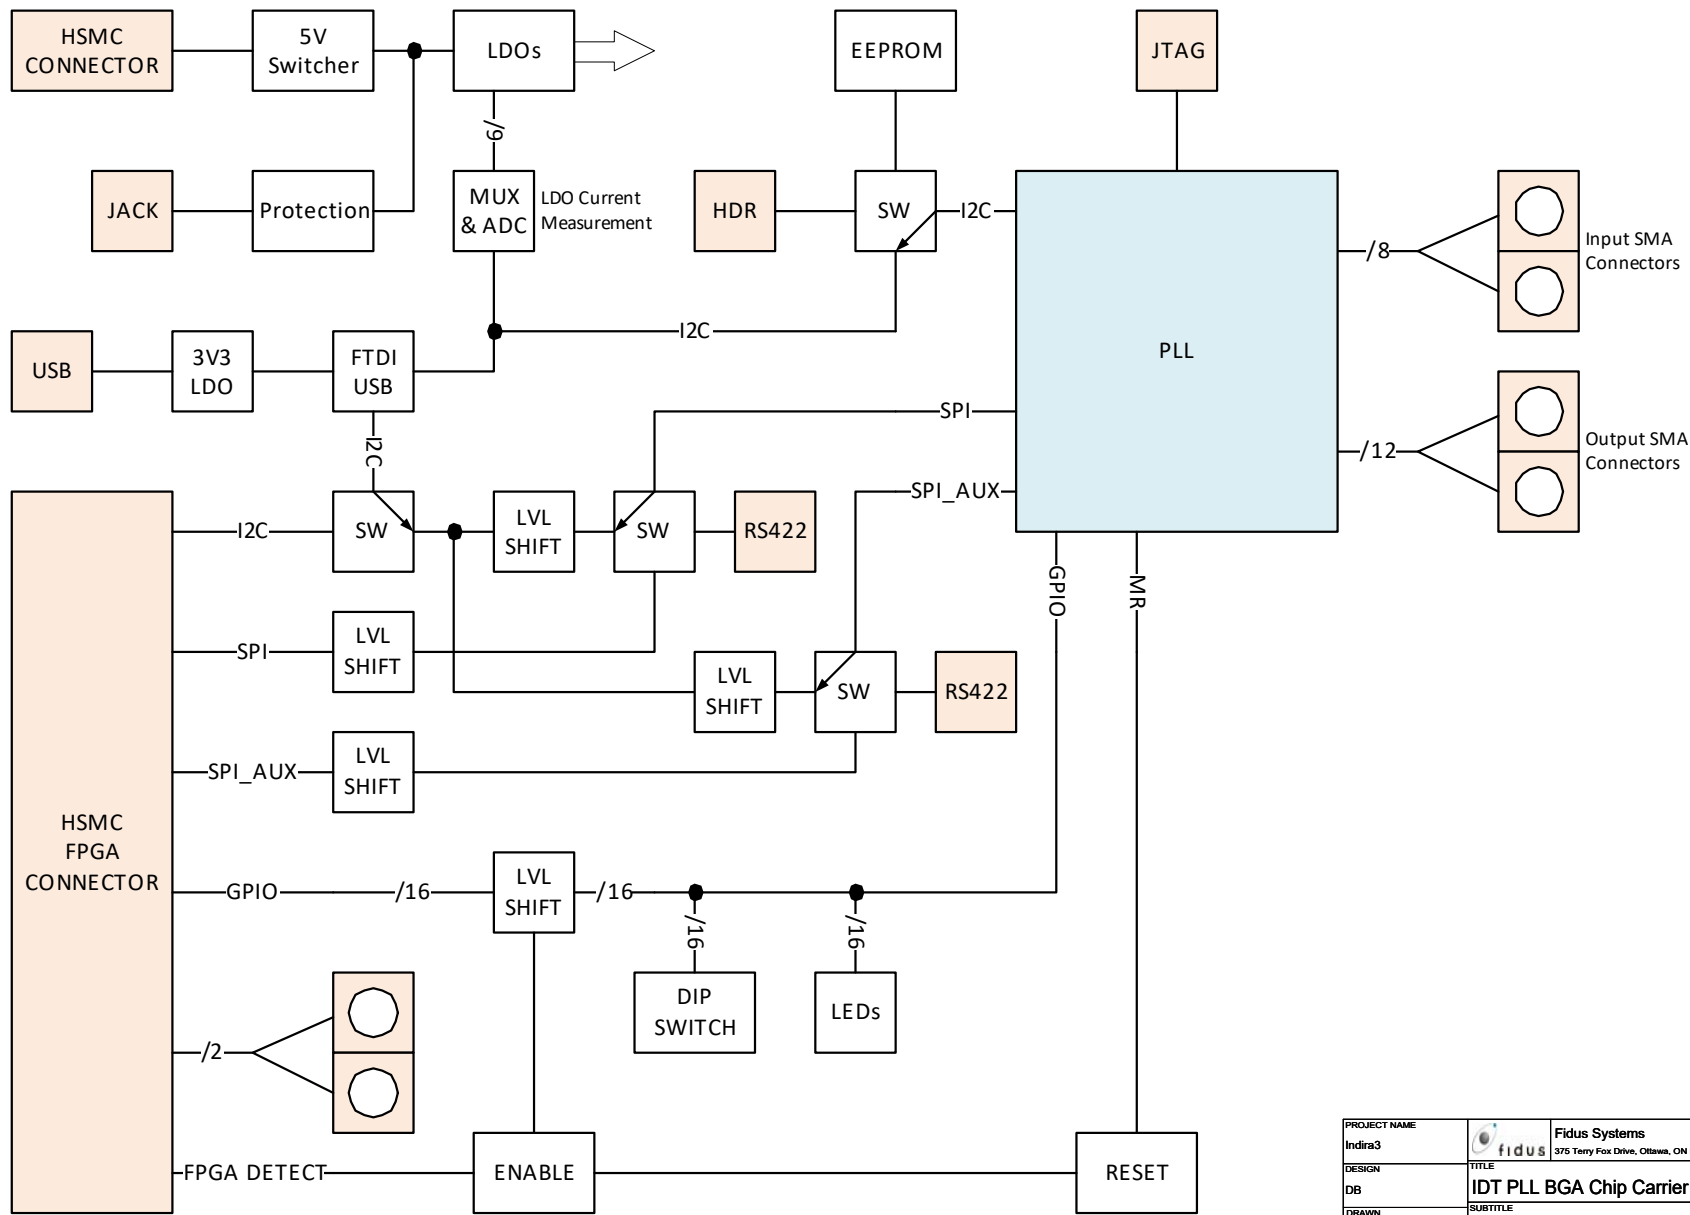 HSMC
CONNECTOR
5V
Switcher
LDOs
EEPROM
JTAG
/9
JACK
Protection
MUX
& ADC
LDO Current
Measurement
HDR
SW
I2C
/8
Input SMA
Connectors
I2C
USB
3V3
LDO
FTDI
USB
PLL
SPI
/12
Output SMA
Connectors
I2C
SPI_AUX
I2C
SW
LVL
SHIFT
SW
RS422
GPIO
MR
SPI
LVL
SHIFT
LVL
SHIFT
SW
RS422
SPI_AUX
LVL
SHIFT
HSMC
FPGA
CONNECTOR
GPIO
/16
LVL
SHIFT
/16
/16
/16
DIP
SWITCH
LEDs
/2
FPGA DETECT
ENABLE
RESET
PROJECT NAME
Indira3
fidus
Fidus Systems
375 Terry Fox Drive, Ottawa, ON
DESIGN
DB
TITLE
IDT PLL BGA Chip Carrier
DRAWN
SUBTITLE